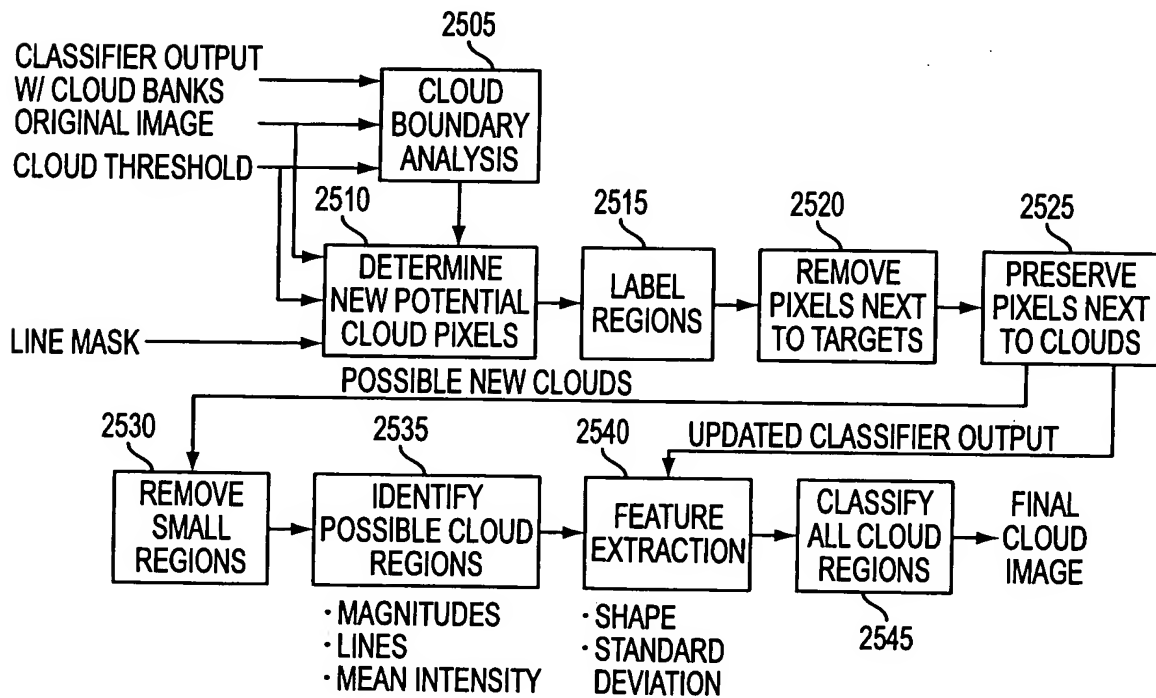 2505
CLASSIFIER OUTPUT
W/ CLOUD BANKS
ORIGINAL IMAGE
CLOUD THRESHOLD
CLOUD
BOUNDARY
ANALYSIS
2510
DETERMINE
NEW POTENTIAL
CLOUD PIXELS
LINE MASK
2515
LABEL
REGIONS
2520
REMOVE
PIXELS NEXT
TO TARGETS
2525
PRESERVE
PIXELS NEXT
TO CLOUDS
POSSIBLE NEW CLOUDS
UPDATED CLASSIFIER OUTPUT
2530
REMOVE
SMALL
REGIONS
2535
IDENTIFY
POSSIBLE CLOUD
REGIONS
· MAGNITUDES
· LINES
· MEAN INTENSITY
2540
FEATURE
EXTRACTION
· SHAPE
· STANDARD
DEVIATION
CLASSIFY
ALL CLOUD
REGIONS
2545
FINAL
CLOUD
IMAGE